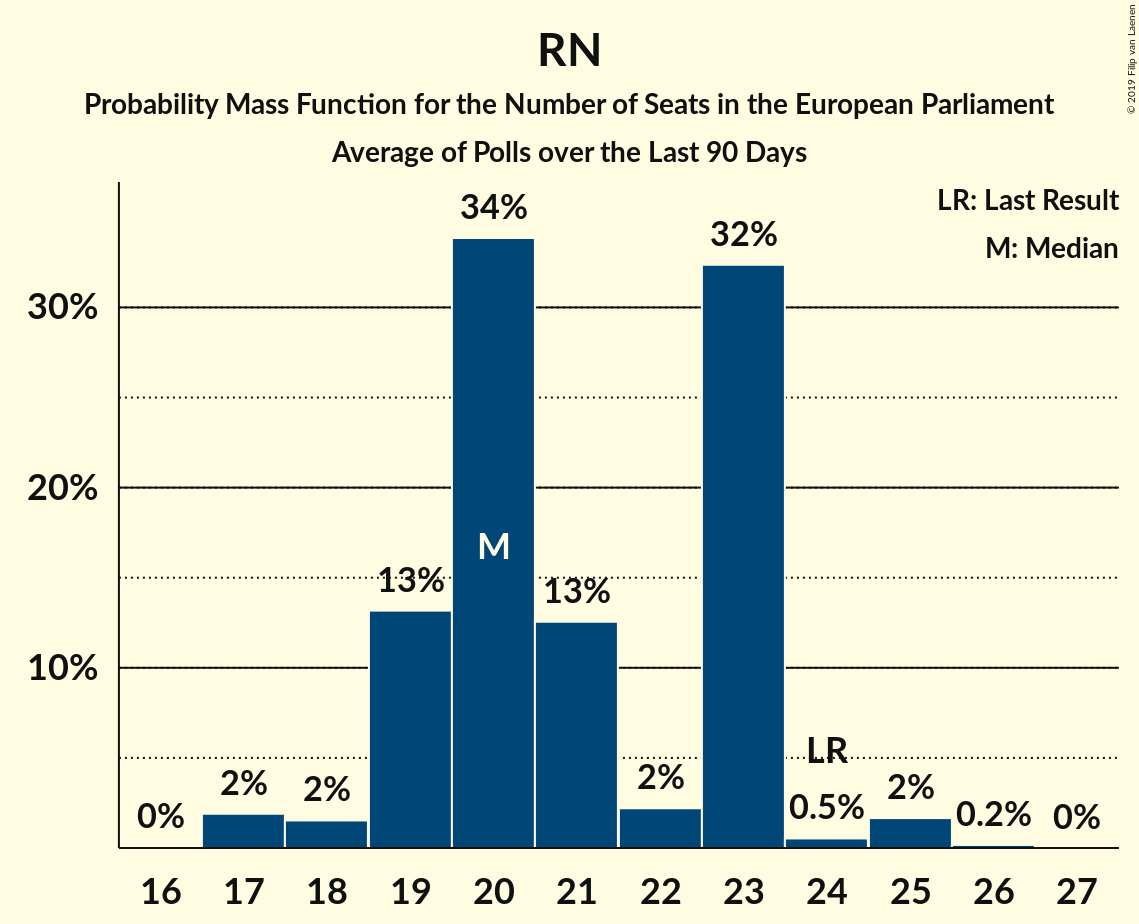 RN
Probability Mass Function for the Number of Seats in the European Parliament
Average of Polls over the Last 90 Days
© 2019 Filip van Laenen
LR: Last Result
M: Median
34%
32%
30%
20%
M
13%
13%
10%
LR
2%
2%
2%
2%
0%
0.5%
0.2%
0%
16 17 18 19 20 21 22 23 24 25 26 27